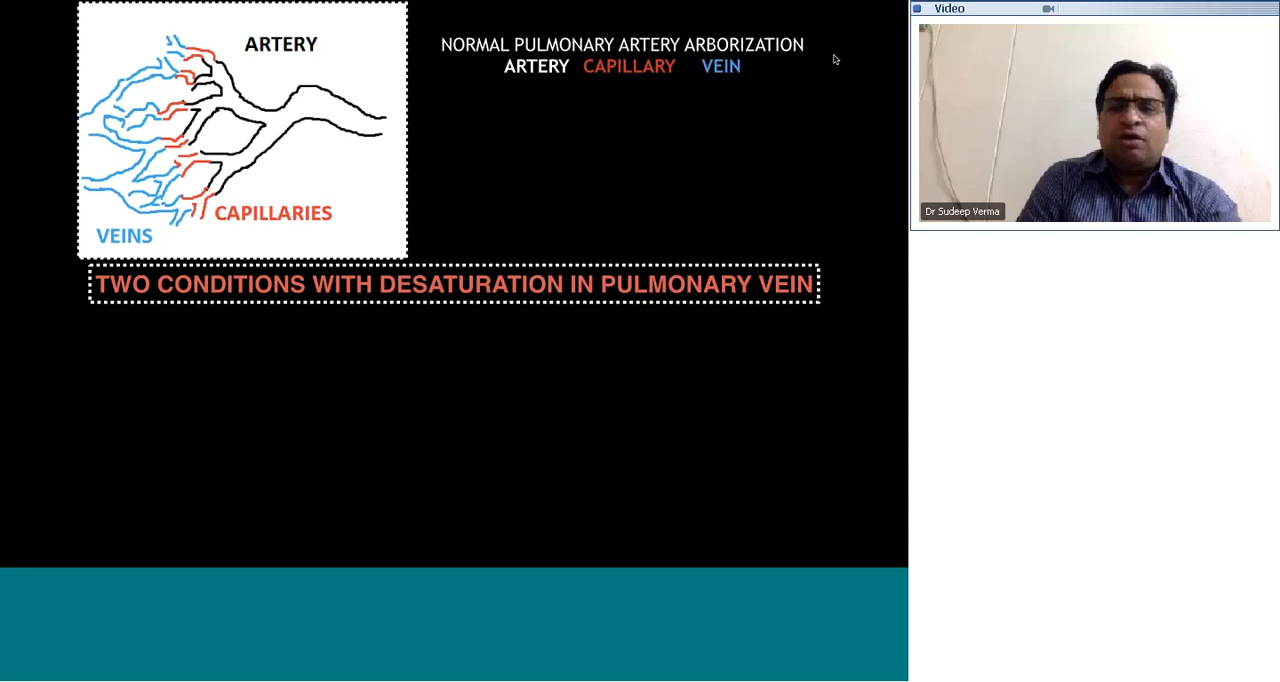 ARTERY
CAPILLARIES
VEINS
NORMAL PULMONARY ARTERY ARBORIZATION
ARTERY CAPILLARY VEIN
TWO CONDITIONS WITH DESATURATION IN PULMONARY VEIN
Video
Dr Sudeep Verma